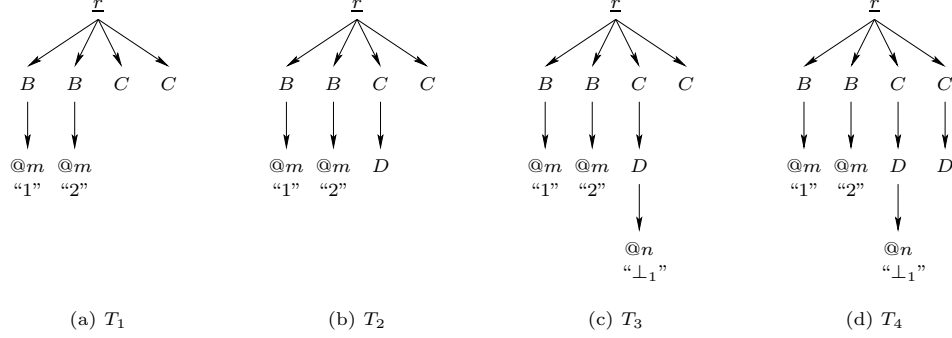 r r r r
B B C C B B C C B B C C B B C C
@m @m @m @m D @m @m D @m @m D D
“1” “2” “1” “2” “1” “2” “1” “2”
@n @n
“⊥1” “⊥1”
(a) T1 (b) T2 (c) T3 (d) T4